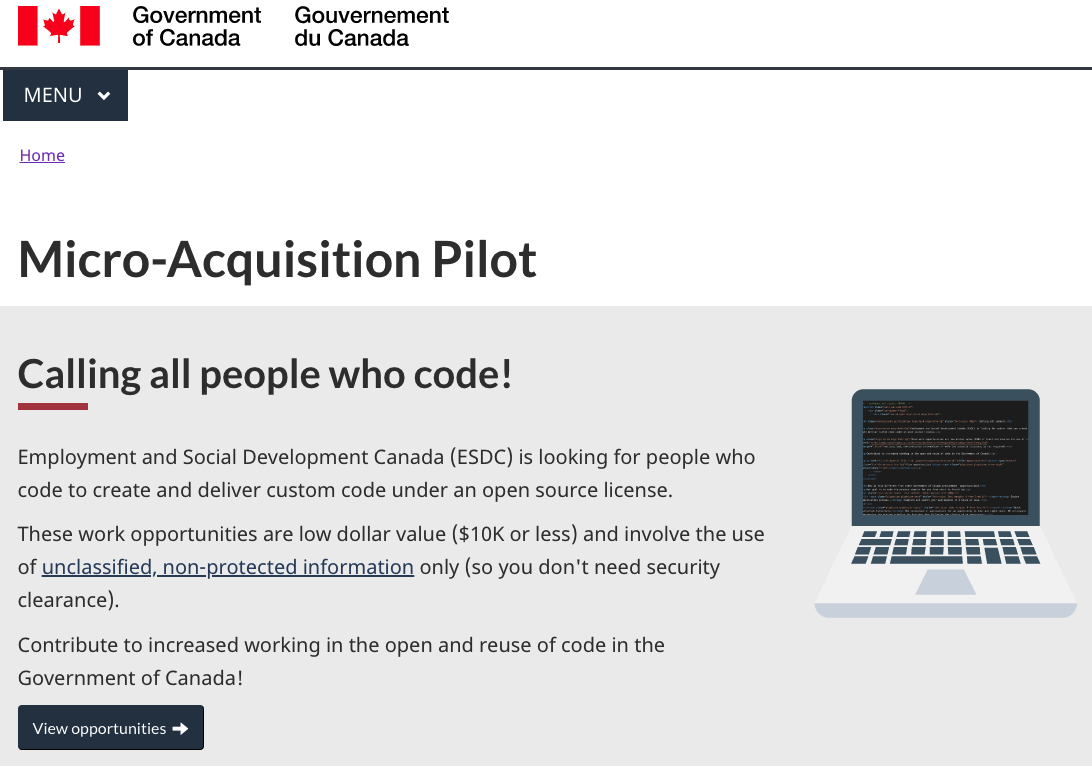 Government of Canada
Gouvernement du Canada
MENU
Home
Micro-Acquisition Pilot
Calling all people who code!
Employment and Social Development Canada (ESDC) is looking for people who
code to create and deliver custom code under an open source license.
These work opportunities are low dollar value ($10K or less) and involve the use
of unclassified, non-protected information only (so you don't need security
clearance).
Contribute to increased working in the open and reuse of code in the
Government of Canada!
View opportunities